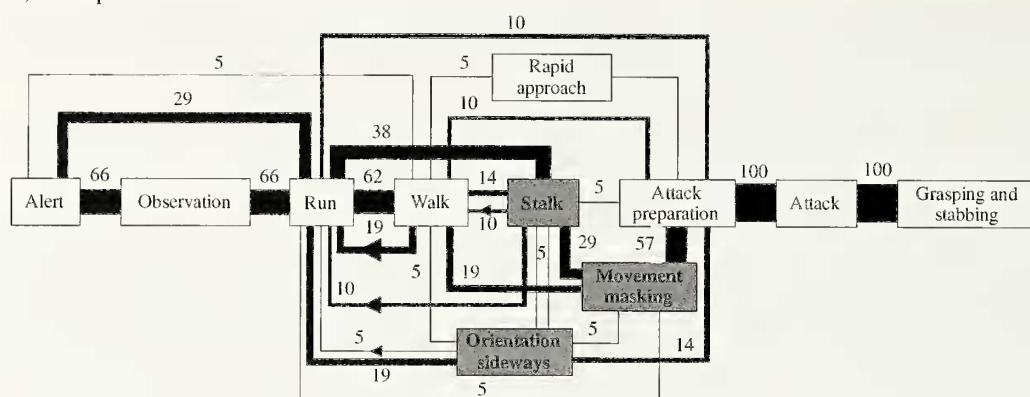 10
5
5
Rapid
approach
29
10
38
66
66
62
14
5
100
100
Alert
Observation
Run
Walk
Stalk
Attack
preparation
Attack
Grasping and
stabbing
10
19
5
29
57
5
19
Movement
masking
10
5
5
Orientation
sideways
14
19
5